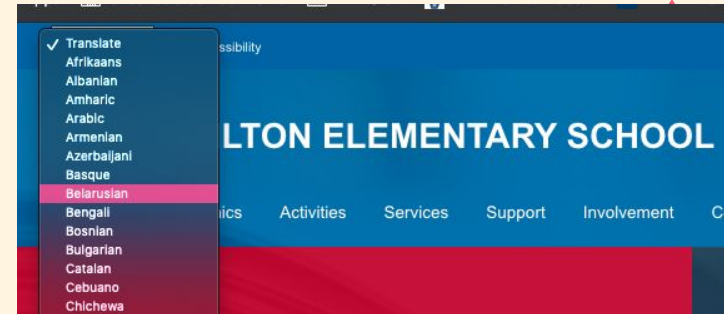 ✓ Translate
ssibility
Afrikaans
Albanian
Amharic
Arabic
Armenian
LTON ELEMENTARY SCHOOL
Azerbaijani
Basque
Belarusian
Bengali
ics Activities Services Support Involvement C
Bosnian
Bulgarian
Catalan
Cebuano
Chichewa